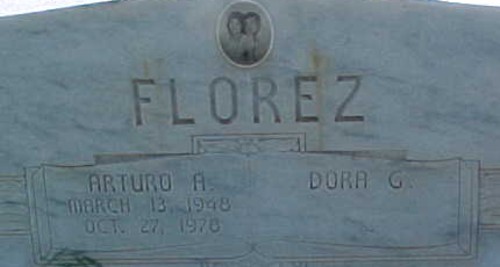 FLOREZ
ARTURO A. DORA G.
MARCH 13, 1948
OCT. 27, 1978